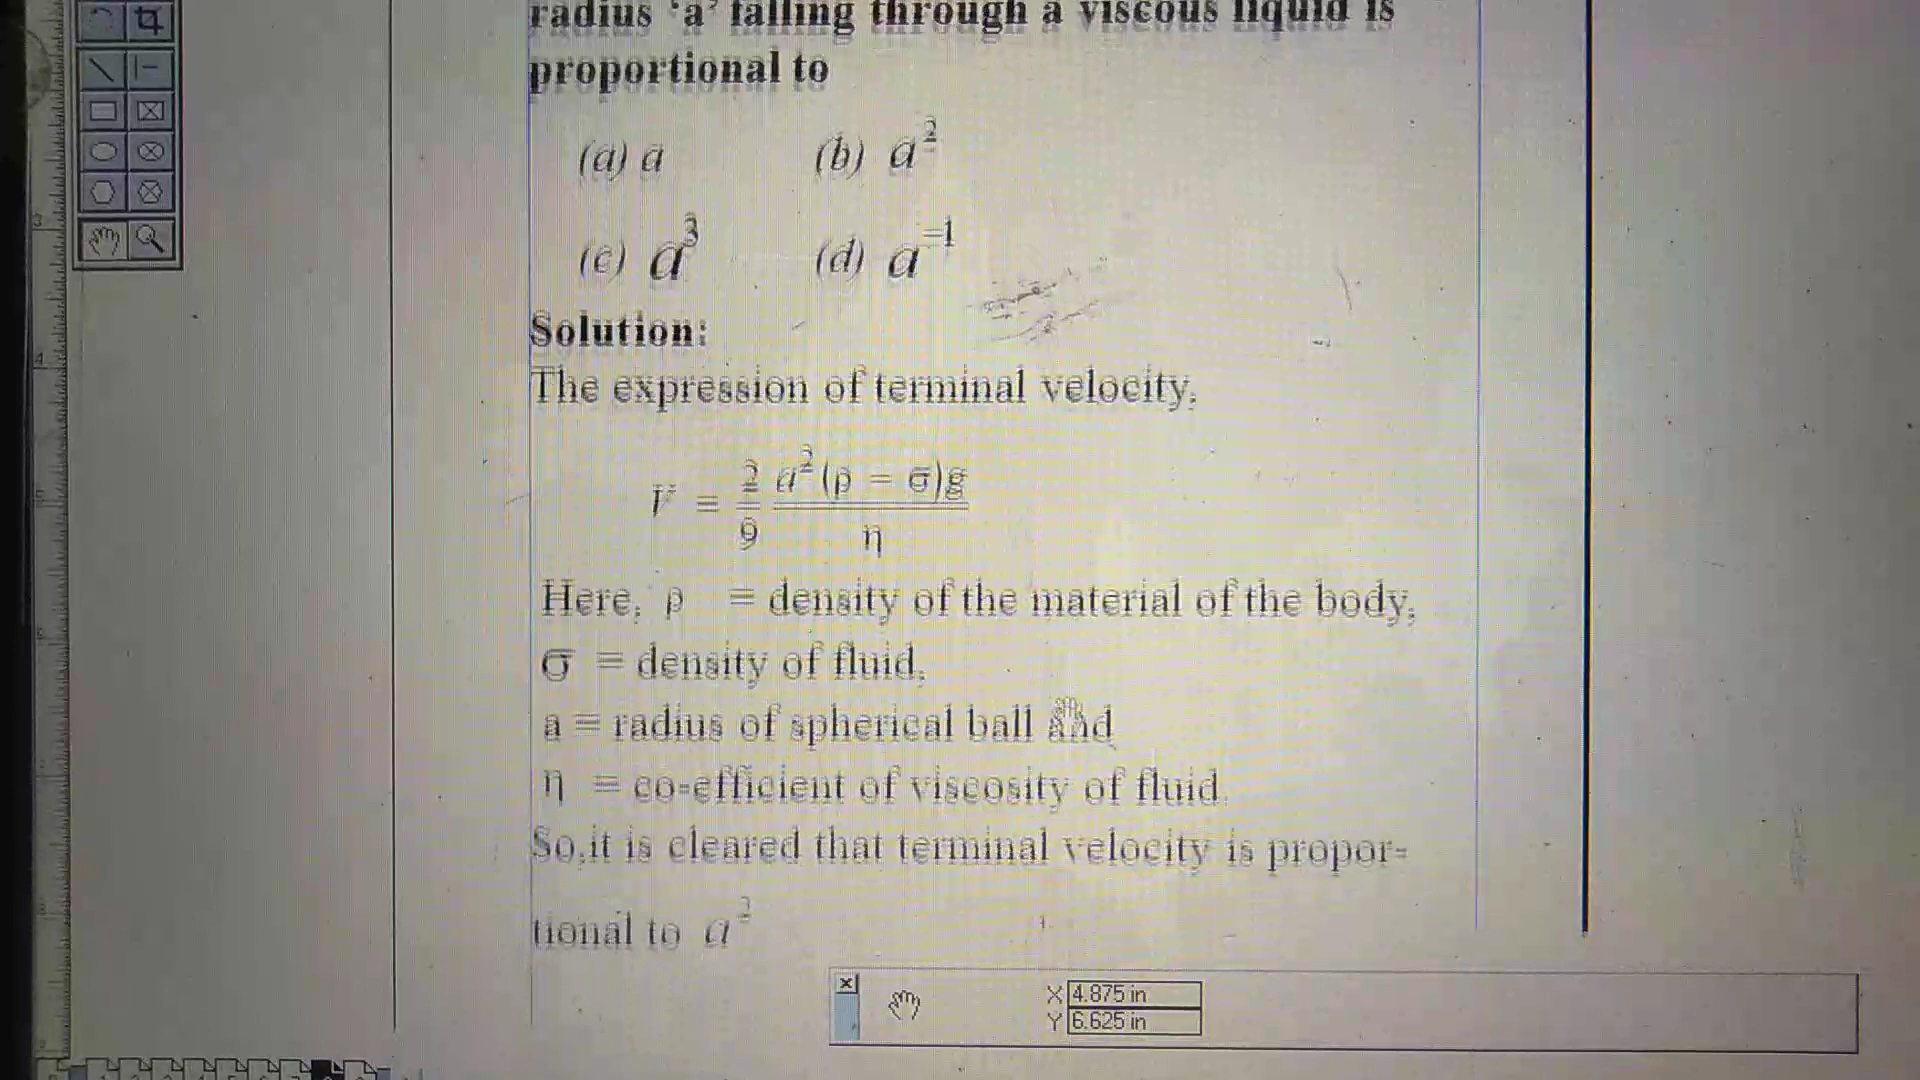 radius 'a' falling through a viscous liquid is
proportional to
(a) a (b) a²
(c) a³ (d) a⁻¹
Solution:
The expression of terminal velocity,
V = 2/9 a²(ρ − σ)g / η
Here, ρ = density of the material of the body,
σ = density of fluid,
a = radius of spherical ball and
η = co-efficient of viscosity of fluid.
So,it is cleared that terminal velocity is propor-
tional to a²
X 4.875 in
Y 6.625 in